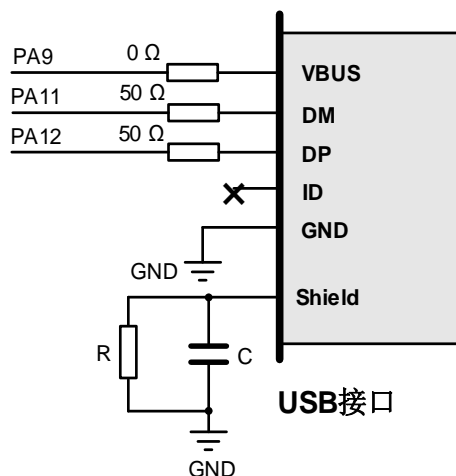 PA9 0 Ω VBUS
PA11 50 Ω DM
PA12 50 Ω DP
ID
GND
GND
Shield
R C
USB接口
GND